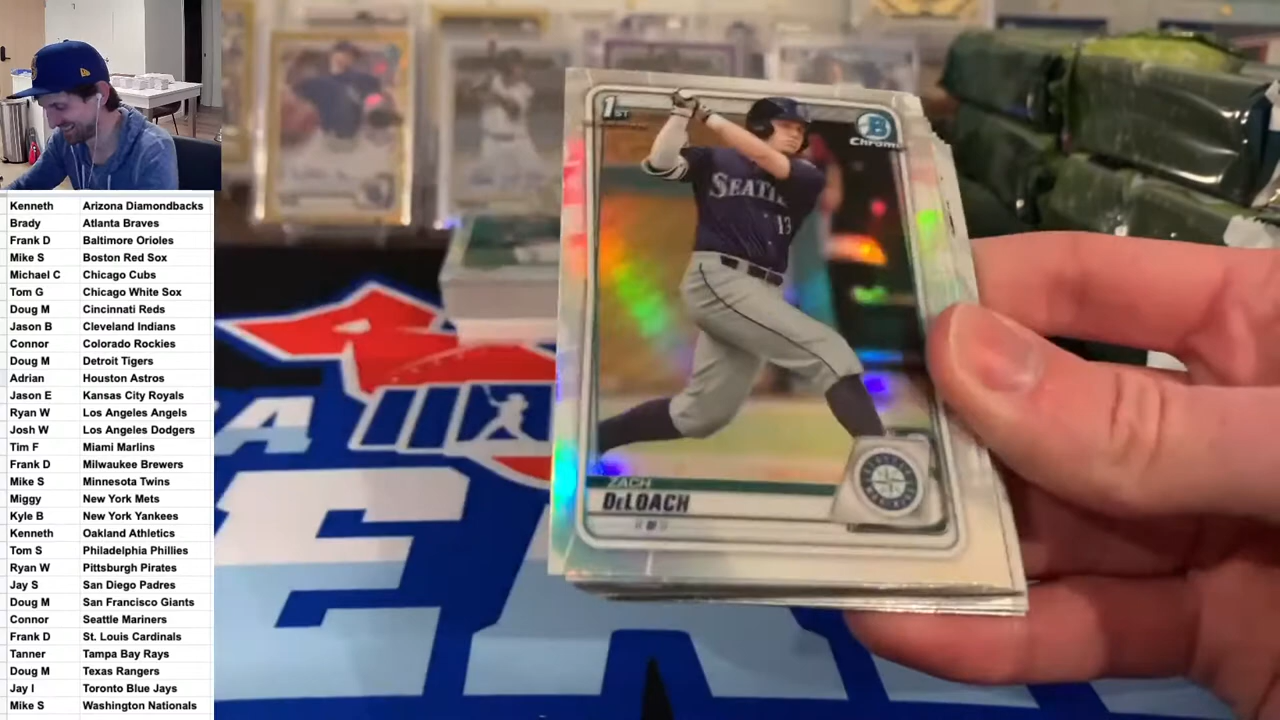 Kenneth Arizona Diamondbacks
Brady Atlanta Braves
Frank D Baltimore Orioles
Mike S Boston Red Sox
Michael C Chicago Cubs
Tom G Chicago White Sox
Doug M Cincinnati Reds
Jason B Cleveland Indians
Connor Colorado Rockies
Doug M Detroit Tigers
Adrian Houston Astros
Jason E Kansas City Royals
Ryan W Los Angeles Angels
Josh W Los Angeles Dodgers
Tim F Miami Marlins
Frank D Milwaukee Brewers
Mike S Minnesota Twins
Miggy New York Mets
Kyle B New York Yankees
Kenneth Oakland Athletics
Tom S Philadelphia Phillies
Ryan W Pittsburgh Pirates
Jay S San Diego Padres
Doug M San Francisco Giants
Connor Seattle Mariners
Frank D St. Louis Cardinals
Tanner Tampa Bay Rays
Doug M Texas Rangers
Jay I Toronto Blue Jays
Mike S Washington Nationals
1ST
B
Chrome
SEATTLE
13
ZACH
DELOACH